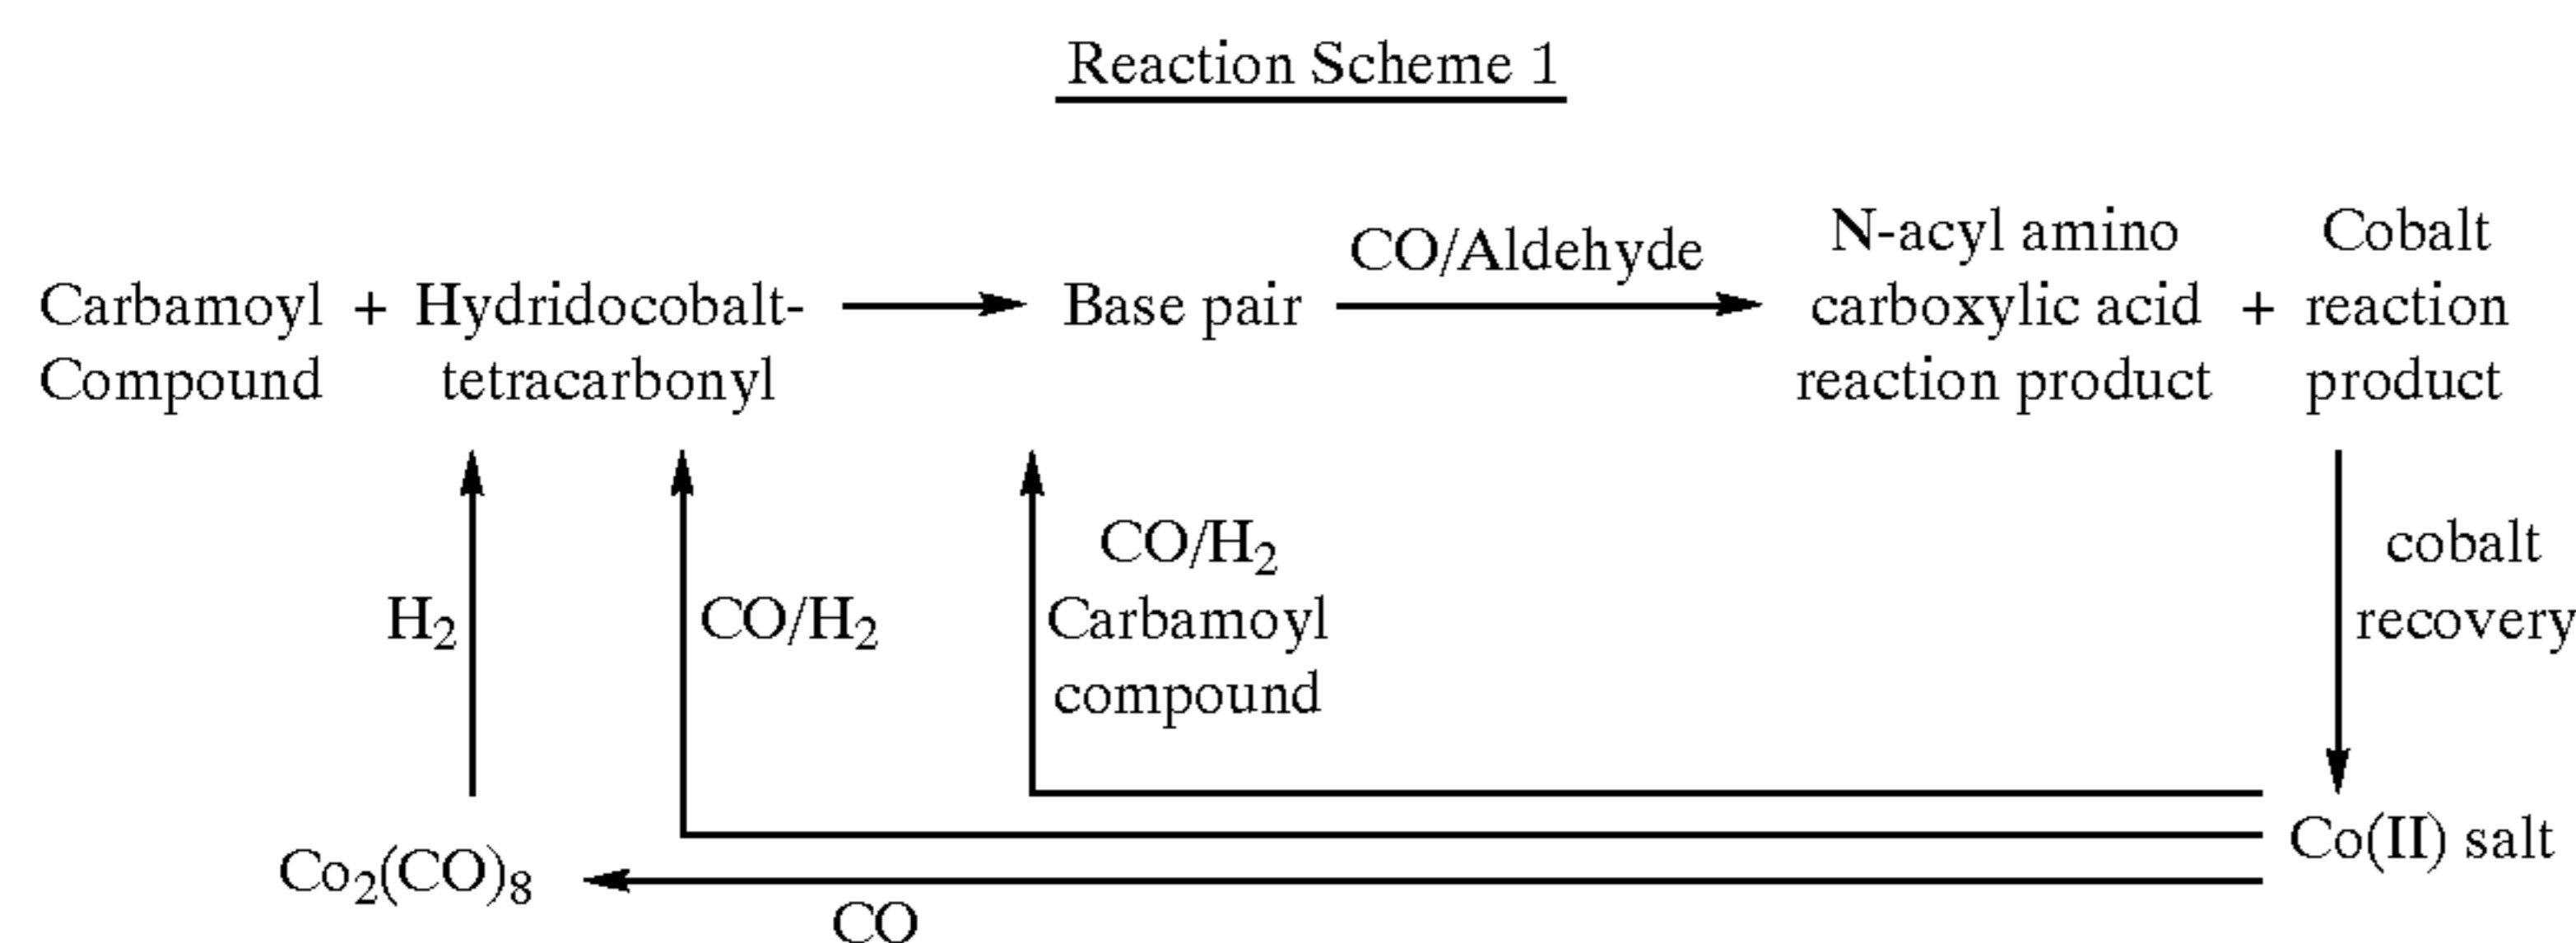 Reaction Scheme 1
Carbamoyl + Hydridocobalt-
Compound tetracarbonyl
Base pair
CO/Aldehyde
N-acyl amino
carboxylic acid
reaction product
+ Cobalt
reaction
product
H2
CO/H2
CO/H2
Carbamoyl
compound
cobalt
recovery
Co2(CO)8
CO
Co(II) salt